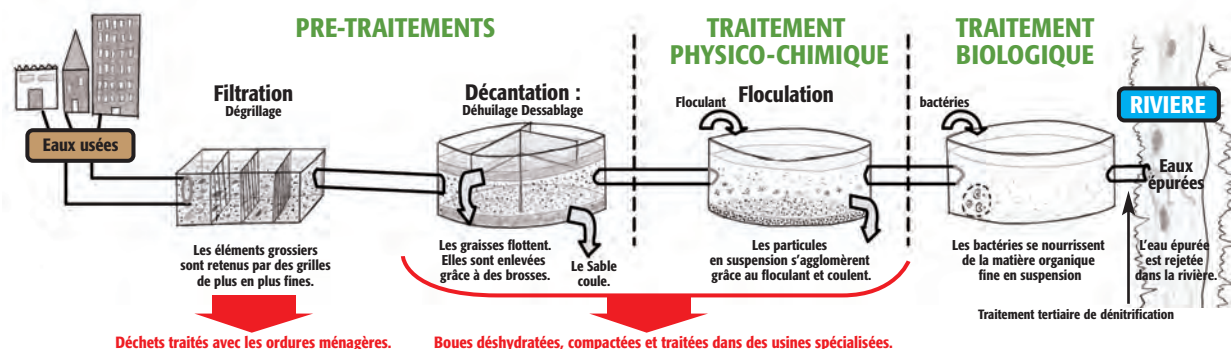 PRE-TRAITEMENTS
TRAITEMENT
PHYSICO-CHIMIQUE
TRAITEMENT
BIOLOGIQUE
Eaux usées
Filtration
Dégrillage
Les éléments grossiers
sont retenus par des grilles
de plus en plus fines.
Décantation :
Déhuilage Dessablage
Les graisses flottent.
Elles sont enlevées
grâce à des brosses.
Le Sable
coule.
Floculation
Floculant
Les particules
en suspension s'agglomèrent
grâce au floculant et coulent.
bactéries
Les bactéries se nourrissent
de la matière organique
fine en suspension
RIVIERE
Eaux
épurées
L'eau épurée
est rejetée
dans la rivière.
Traitement tertiaire de dénitrification
Déchets traités avec les ordures ménagères.
Boues déshydratées, compactées et traitées dans des usines spécialisées.